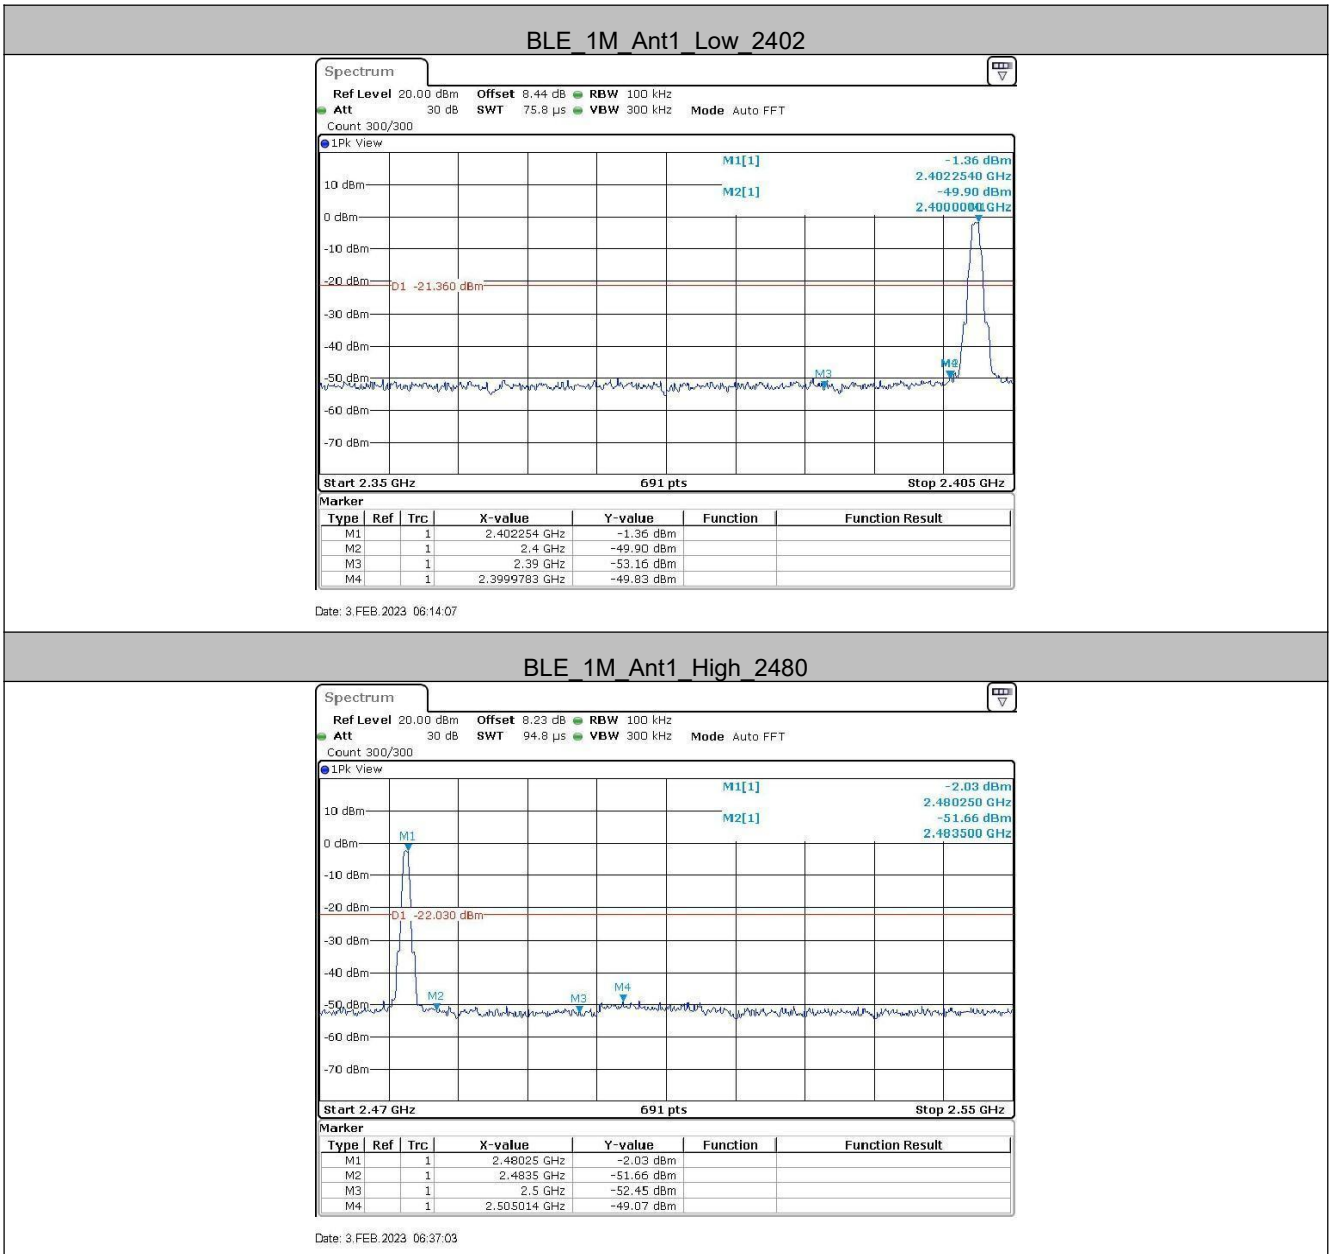 BLE_1M_Ant1_Low_2402
Spectrum
Ref Level 20.00 dBm Offset 8.44 dB RBW 100 kHz
Att 30 dB SWT 75.8 µs VBW 300 kHz Mode Auto FFT
Count 300/300
1Pk View
M1[1] -1.36 dBm
2.4022540 GHz
10 dBm
M2[1] -49.90 dBm
0 dBm
-10 dBm
-20 dBm
D1 -21.360 dBm
-30 dBm
-40 dBm
-50 dBm
M3
-60 dBm
-70 dBm
Start 2.35 GHz 691 pts Stop 2.405 GHz
Marker
Type Ref Trc X-value Y-value Function Function Result
M1 1 2.402254 GHz -1.36 dBm
M2 1 2.4 GHz -49.90 dBm
M3 1 2.39 GHz -53.16 dBm
M4 1 2.3999783 GHz -49.83 dBm
Date: 3.FEB.2023 06:14:07
BLE_1M_Ant1_High_2480
Spectrum
Ref Level 20.00 dBm Offset 8.23 dB RBW 100 kHz
Att 30 dB SWT 94.8 µs VBW 300 kHz Mode Auto FFT
Count 300/300
1Pk View
M1[1] -2.03 dBm
2.480250 GHz
10 dBm
M2[1] -51.66 dBm
2.483500 GHz
M1
0 dBm
-10 dBm
-20 dBm
D1 -22.030 dBm
-30 dBm
-40 dBm
M4
M2 M3
-50 dBm
-60 dBm
-70 dBm
Start 2.47 GHz 691 pts Stop 2.55 GHz
Marker
Type Ref Trc X-value Y-value Function Function Result
M1 1 2.48025 GHz -2.03 dBm
M2 1 2.4835 GHz -51.66 dBm
M3 1 2.5 GHz -52.45 dBm
M4 1 2.505014 GHz -49.07 dBm
Date: 3.FEB.2023 06:37:03